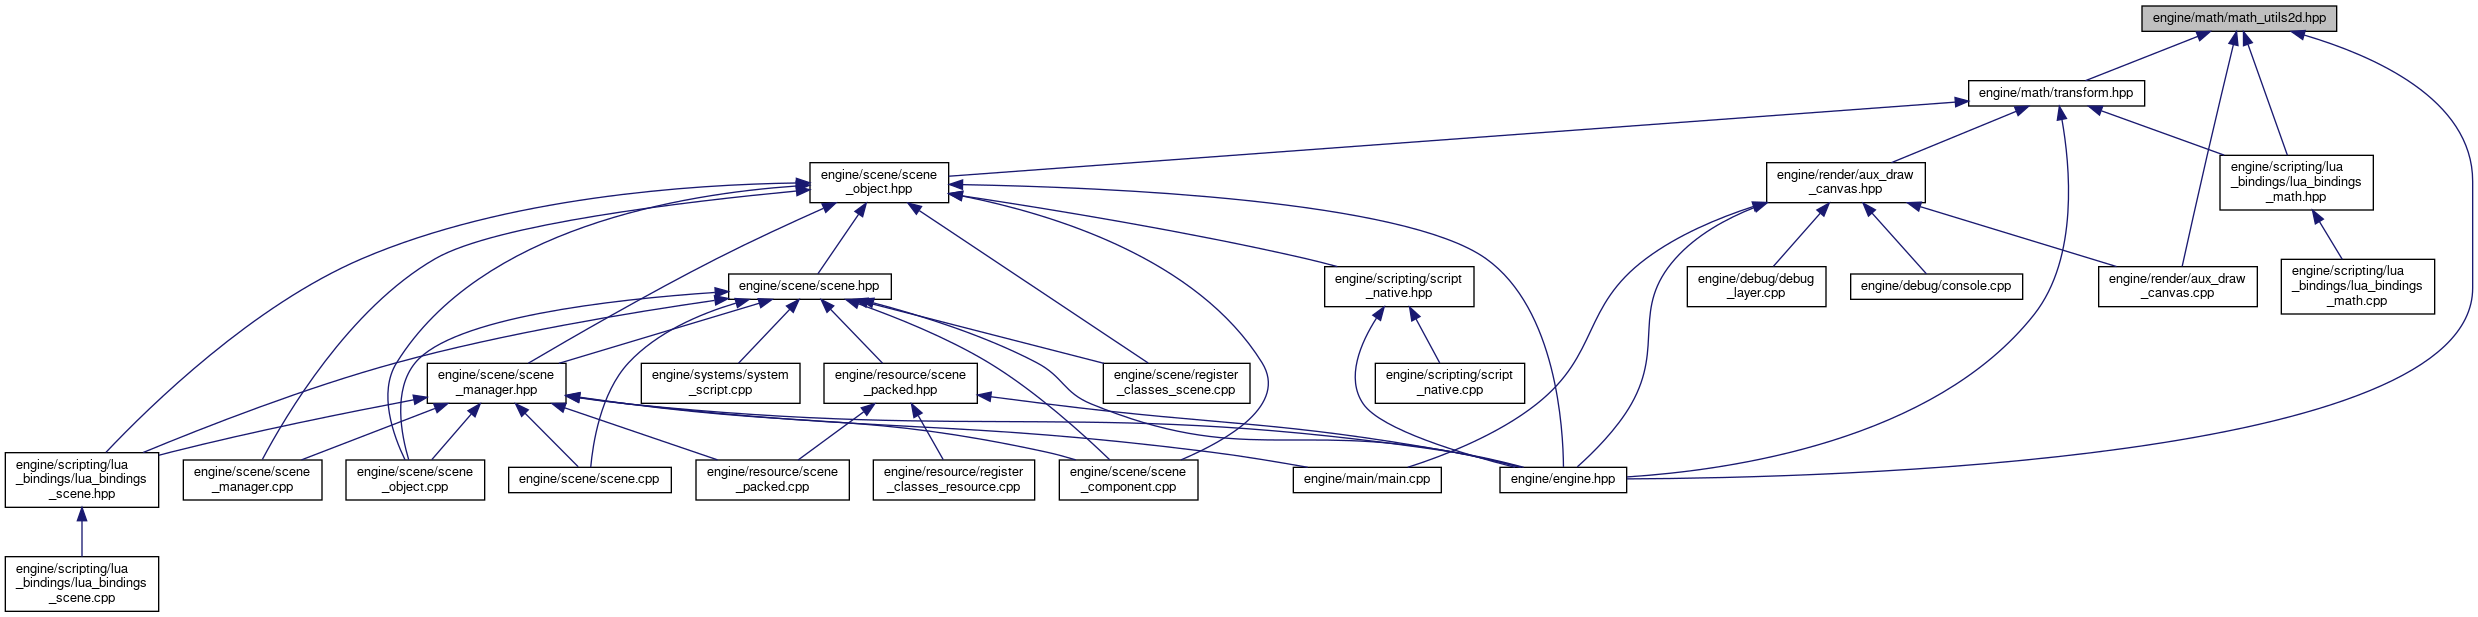 engine/math/math_utils2d.hpp
engine/math/transform.hpp
engine/scene/scene
_object.hpp
engine/render/aux_draw
_canvas.hpp
engine/scripting/lua
_bindings/lua_bindings
_math.hpp
engine/scene/scene.hpp
engine/scripting/script
_native.hpp
engine/debug/debug
_layer.cpp
engine/debug/console.cpp
engine/render/aux_draw
_canvas.cpp
engine/scripting/lua
_bindings/lua_bindings
_math.cpp
engine/scene/scene
_manager.hpp
engine/systems/system
_script.cpp
engine/resource/scene
_packed.hpp
engine/scene/register
_classes_scene.cpp
engine/scripting/script
_native.cpp
engine/scripting/lua
_bindings/lua_bindings
_scene.hpp
engine/scene/scene
_manager.cpp
engine/scene/scene
_object.cpp
engine/scene/scene.cpp
engine/resource/scene
_packed.cpp
engine/resource/register
_classes_resource.cpp
engine/scene/scene
_component.cpp
engine/main/main.cpp
engine/engine.hpp
engine/scripting/lua
_bindings/lua_bindings
_scene.cpp